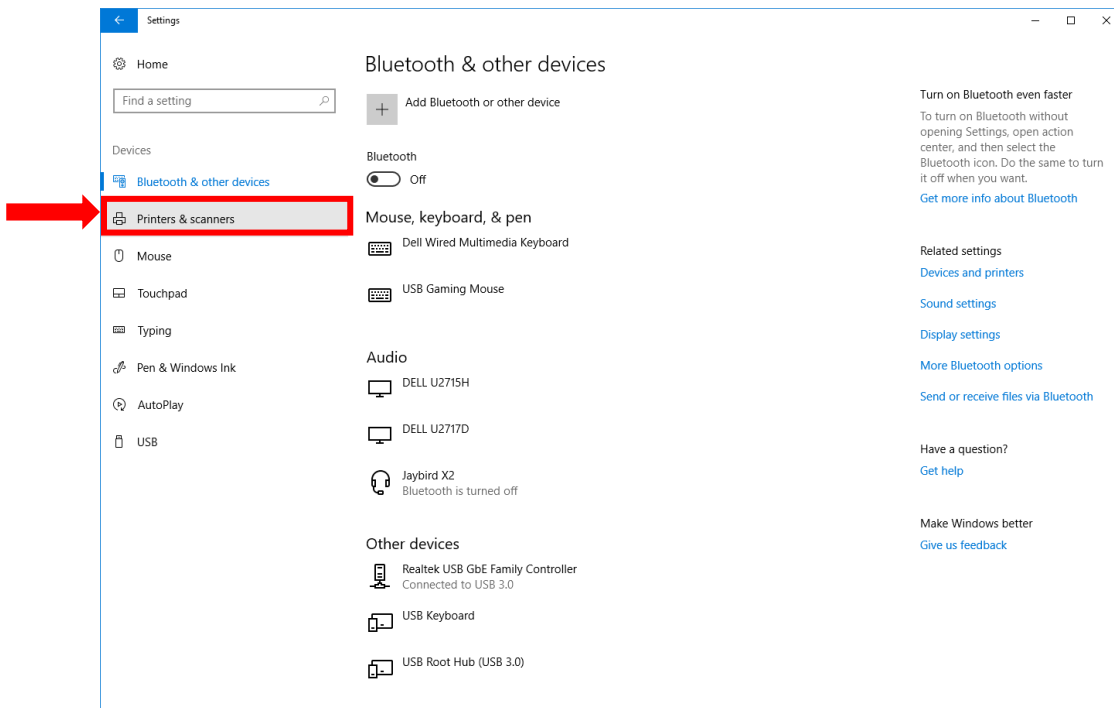 Settings
Home
Find a setting
Devices
Bluetooth & other devices
Printers & scanners
Mouse
Touchpad
Typing
Pen & Windows Ink
AutoPlay
USB
Bluetooth & other devices
Add Bluetooth or other device
Bluetooth
Off
Mouse, keyboard, & pen
Dell Wired Multimedia Keyboard
USB Gaming Mouse
Audio
DELL U2715H
DELL U2717D
Jaybird X2
Bluetooth is turned off
Other devices
Realtek USB GbE Family Controller
Connected to USB 3.0
USB Keyboard
USB Root Hub (USB 3.0)
Turn on Bluetooth even faster
To turn on Bluetooth without
opening Settings, open action
center, and then select the
Bluetooth icon. Do the same to turn
it off when you want.
Get more info about Bluetooth
Related settings
Devices and printers
Sound settings
Display settings
More Bluetooth options
Send or receive files via Bluetooth
Have a question?
Get help
Make Windows better
Give us feedback